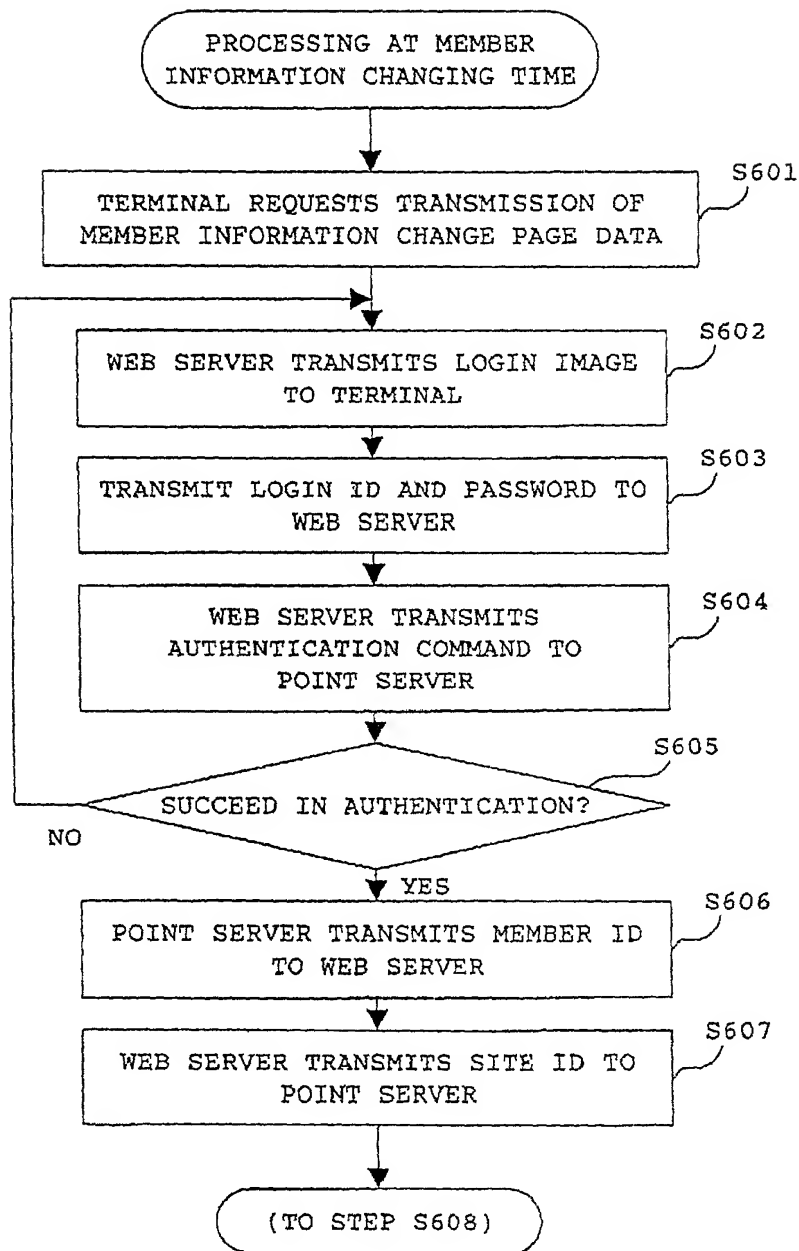 PROCESSING AT MEMBER
INFORMATION CHANGING TIME
S601
TERMINAL REQUESTS TRANSMISSION OF
MEMBER INFORMATION CHANGE PAGE DATA
S602
WEB SERVER TRANSMITS LOGIN IMAGE
TO TERMINAL
S603
TRANSMIT LOGIN ID AND PASSWORD TO
WEB SERVER
S604
WEB SERVER TRANSMITS
AUTHENTICATION COMMAND TO
POINT SERVER
S605
SUCCEED IN AUTHENTICATION?
NO
YES
S606
POINT SERVER TRANSMITS MEMBER ID
TO WEB SERVER
S607
WEB SERVER TRANSMITS SITE ID TO
POINT SERVER
(TO STEP S608)